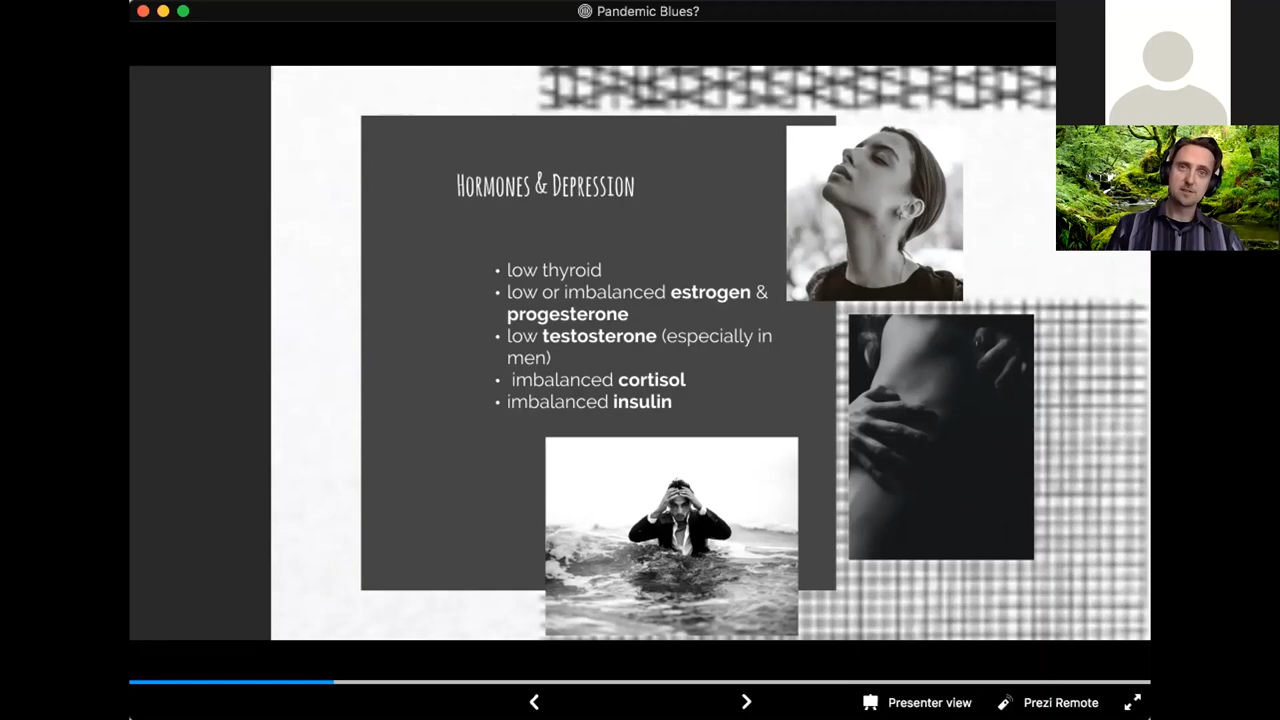 Pandemic Blues?
Hormones & Depression
• low thyroid
• low or imbalanced estrogen &
progesterone
• low testosterone (especially in
men)
• imbalanced cortisol
• imbalanced insulin
Presenter view
Prezi Remote